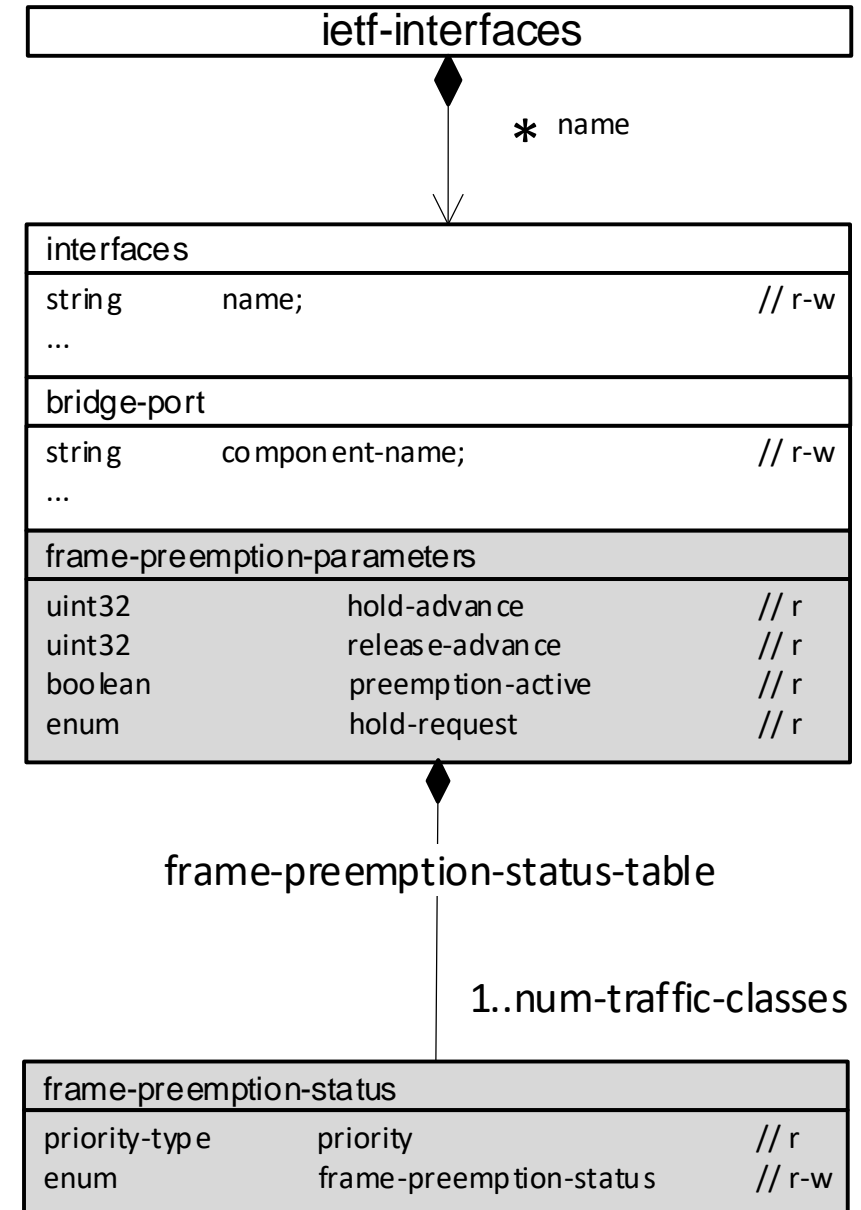 ietf-interfaces
* name
interfaces
string name; // r-w
...
bridge-port
string component-name; // r-w
...
frame-preemption-parameters
uint32 hold-advance // r
uint32 release-advance // r
boolean preemption-active // r
enum hold-request // r
frame-preemption-status-table
1..num-traffic-classes
frame-preemption-status
priority-type priority // r
enum frame-preemption-status // r-w